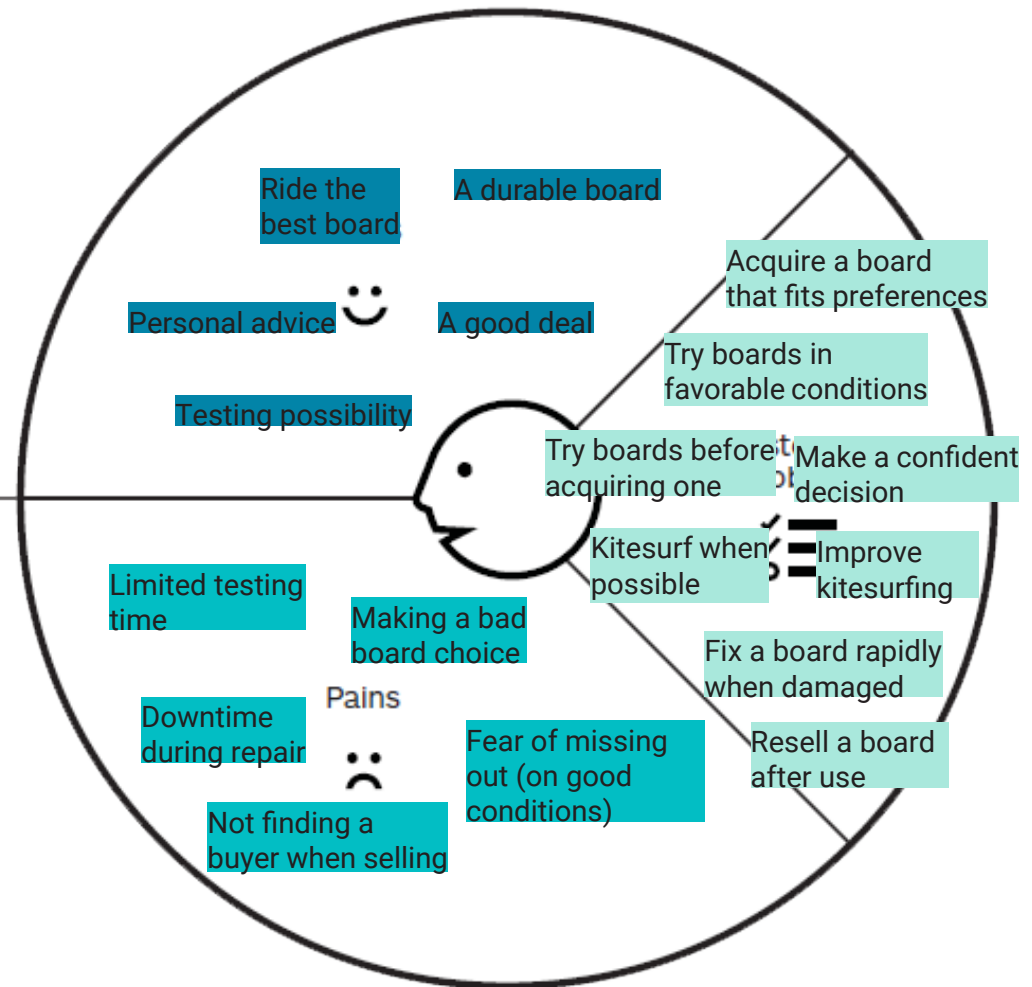 Ride the
best board
A durable board
Personal advice
A good deal
Testing possibility
Acquire a board
that fits preferences
Try boards in
favorable conditions
Try boards before
acquiring one
Make a confident
decision
Kitesurf when
possible
Improve
kitesurfing
Fix a board rapidly
when damaged
Resell a board
after use
Limited testing
time
Making a bad
board choice
Pains
Downtime
during repair
Fear of missing
out (on good
conditions)
Not finding a
buyer when selling